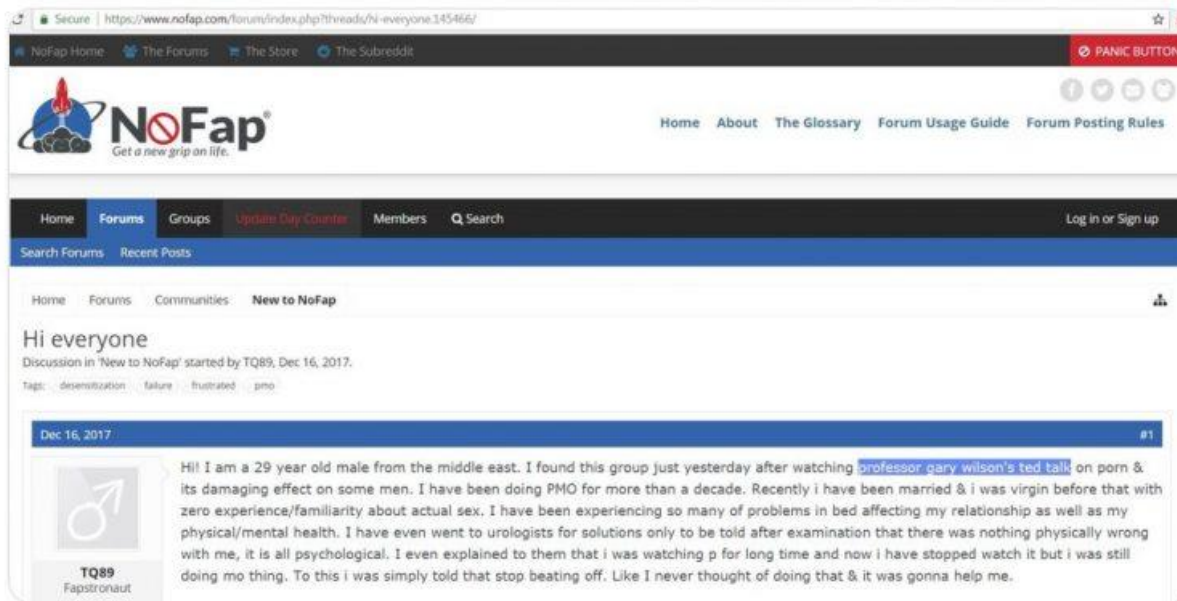 Secure | https://www.nofap.com/forum/index.php?threads/hi-everyone.145466/
NoFap Home The Forums The Store The Subreddit PANIC BUTTON
NoFap®
Get a new grip on life.
Home About The Glossary Forum Usage Guide Forum Posting Rules
Home Forums Groups Update Day Counter Members Search Log in or Sign up
Search Forums Recent Posts
Home Forums Communities New to NoFap
Hi everyone
Discussion in 'New to NoFap' started by TQ89, Dec 16, 2017.
Tags: desensitization failure frustrated pmo
Dec 16, 2017 #1
Hi! I am a 29 year old male from the middle east. I found this group just yesterday after watching professor gary wilson's ted talk on porn &
its damaging effect on some men. I have been doing PMO for more than a decade. Recently i have been married & i was virgin before that with
zero experience/familiarity about actual sex. I have been experiencing so many of problems in bed affecting my relationship as well as my
physical/mental health. I have even went to urologists for solutions only to be told after examination that there was nothing physically wrong
with me, it is all psychological. I even explained to them that i was watching p for long time and now i have stopped watch it but i was still
doing mo thing. To this i was simply told that stop beating off. Like I never thought of doing that & it was gonna help me.
TQ89
Fapstronaut